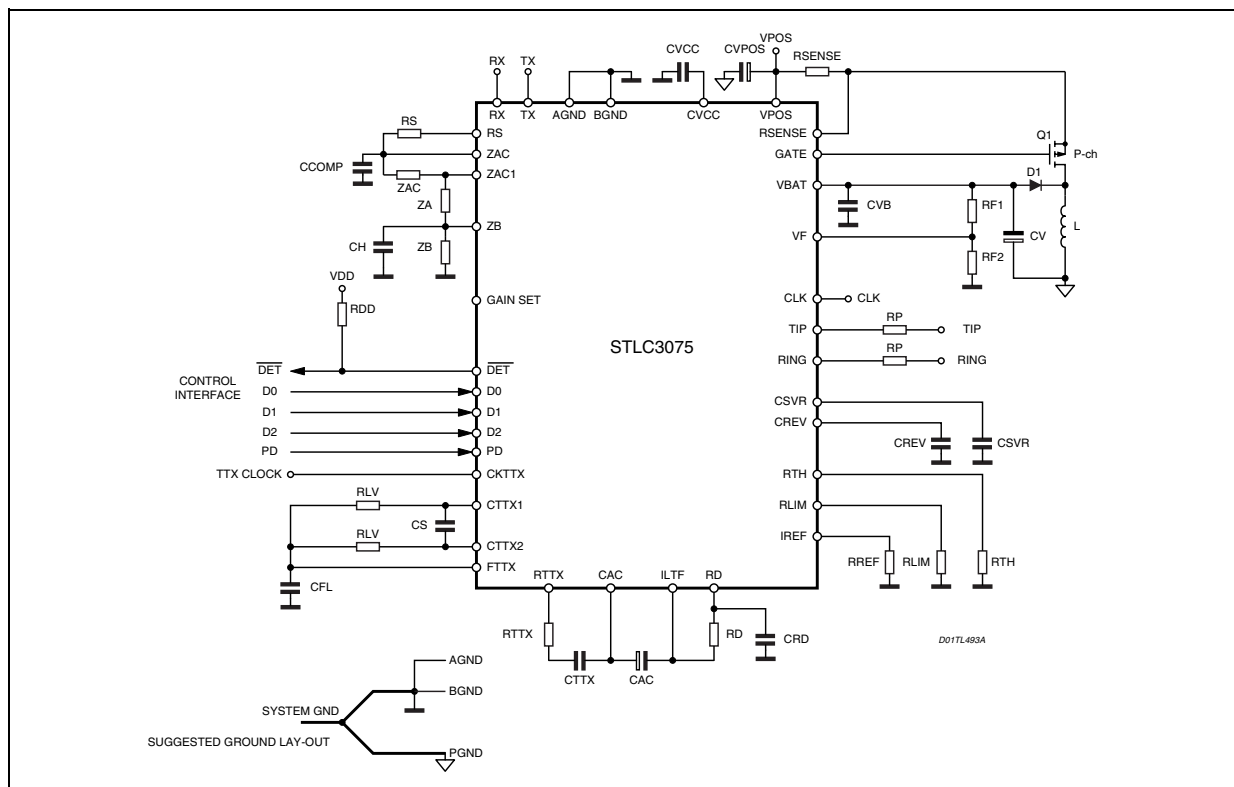 VPOS
RX TX CVCC CVPOS RSENSE
RX TX AGND BGND CVCC VPOS
RS RS RSENSE
ZAC GATE Q1 P-ch
CCOMP ZAC ZAC1 VBAT D1
ZA CVB RF1
CH ZB ZB VF CV L
RF2
VDD
RDD GAIN SET CLK CLK
TIP RP TIP
STLC3075
RING RP RING
DET DET
CONTROL
INTERFACE
D0 D0 CSVR
D1 D1 CREV
D2 D2 CREV CSVR
PD PD
TTX CLOCK CKTTX RTH
RLV CTTX1 RLIM
CS
RLV CTTX2 IREF
FTTX RREF RLIM RTH
CFL RTTX CAC ILTF RD
RTTX RD CRD
D01TL493A
CTTX CAC
AGND
BGND
SYSTEM GND
SUGGESTED GROUND LAY-OUT
PGND